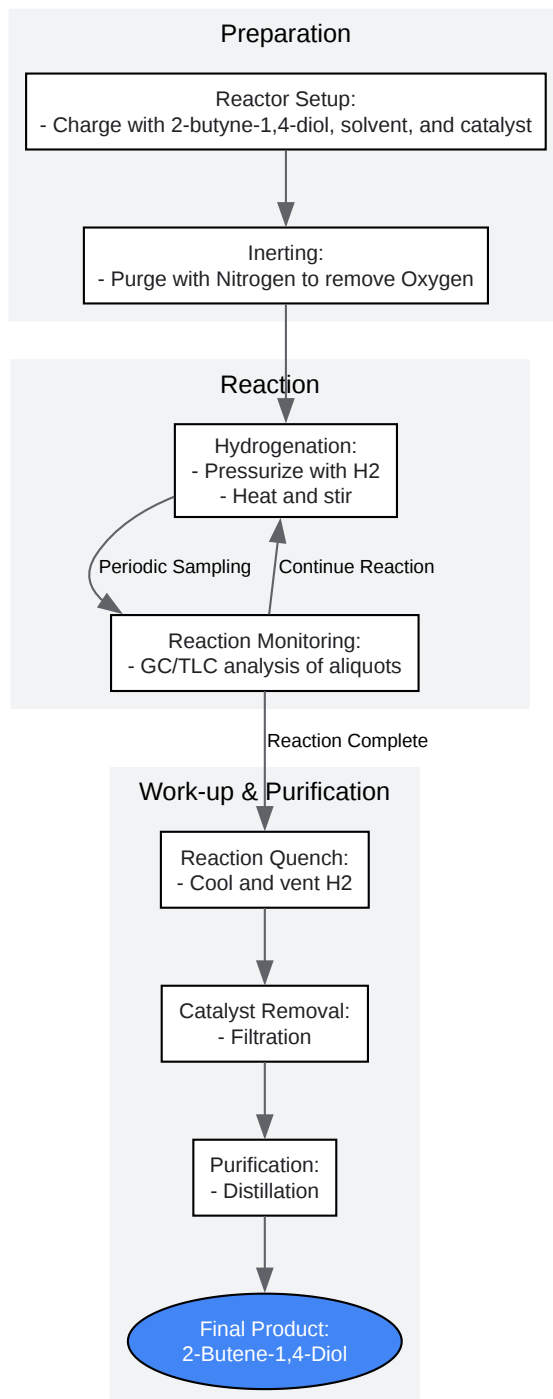 Preparation
Reactor Setup:
- Charge with 2-butyne-1,4-diol, solvent, and catalyst
Inerting:
- Purge with Nitrogen to remove Oxygen
Reaction
Hydrogenation:
- Pressurize with H2
- Heat and stir
Periodic Sampling
Continue Reaction
Reaction Monitoring:
- GC/TLC analysis of aliquots
Reaction Complete
Work-up & Purification
Reaction Quench:
- Cool and vent H2
Catalyst Removal:
- Filtration
Purification:
- Distillation
Final Product:
2-Butene-1,4-Diol